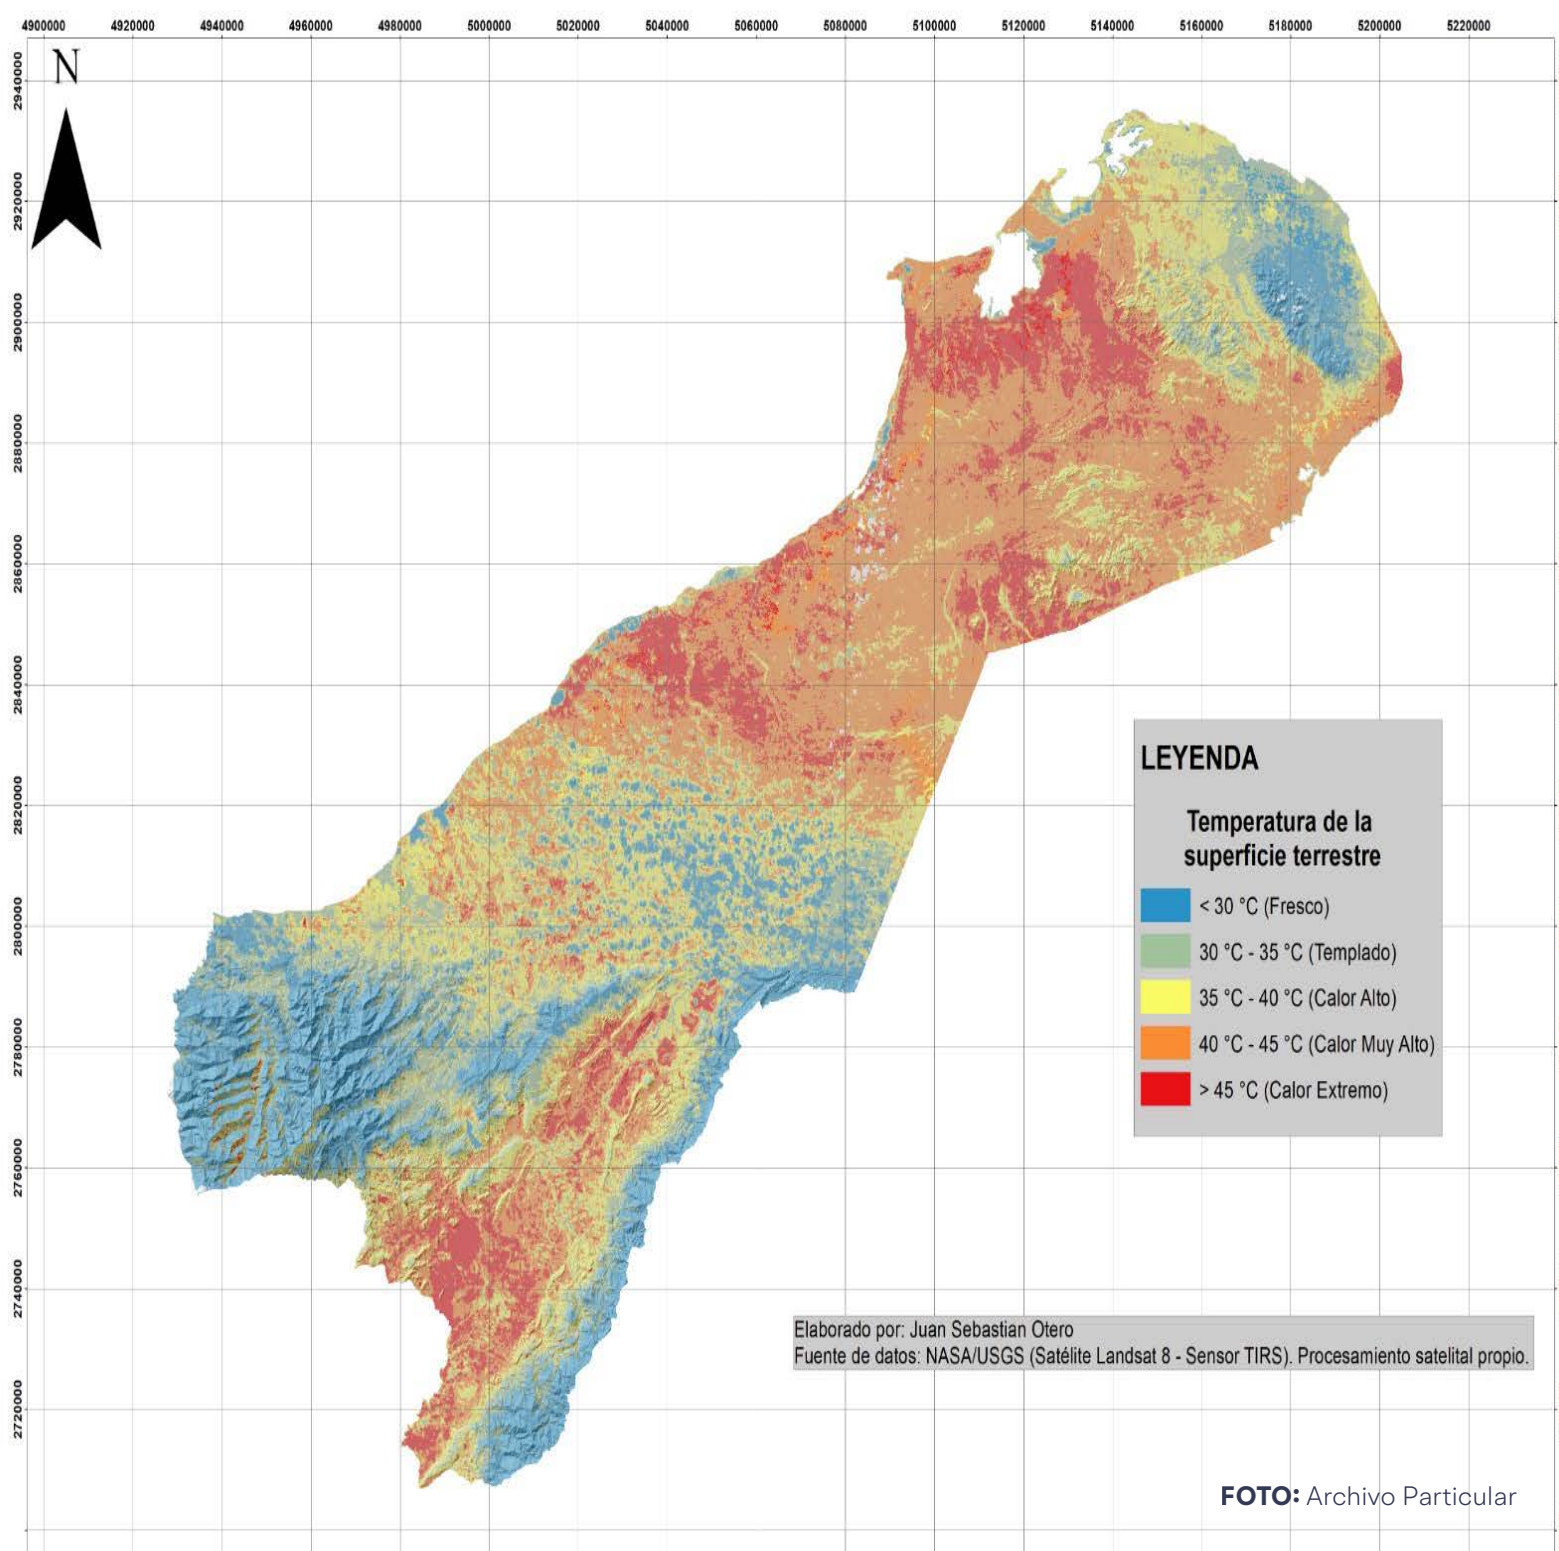 4900000 4920000 4940000 4960000 4980000 5000000 5020000 5040000 5060000 5080000 5100000 5120000 5140000 5160000 5180000 5200000 5220000
N
2940000
2920000
2900000
2880000
2860000
2840000
2820000
2800000
2780000
2760000
2740000
2720000
LEYENDA
Temperatura de la
superficie terrestre
< 30 °C (Fresco)
30 °C - 35 °C (Templado)
35 °C - 40 °C (Calor Alto)
40 °C - 45 °C (Calor Muy Alto)
> 45 °C (Calor Extremo)
Elaborado por: Juan Sebastian Otero
Fuente de datos: NASA/USGS (Satélite Landsat 8 - Sensor TIRS). Procesamiento satelital propio.
FOTO: Archivo Particular